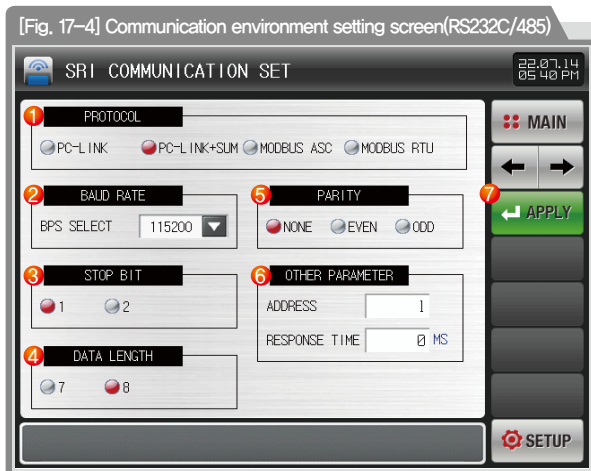 [Fig. 17-4] Communication environment setting screen(RS232C/485)
SRI COMMUNICATION SET
22.07.14
05:40 PM
1 PROTOCOL
PC-LINK PC-LINK+SUM MODBUS ASC MODBUS RTU
2 BAUD RATE
BPS SELECT 115200
5 PARITY
NONE EVEN ODD
3 STOP BIT
1 2
6 OTHER PARAMETER
ADDRESS 1
RESPONSE TIME 0 MS
4 DATA LENGTH
7 8
MAIN
7 APPLY
SETUP